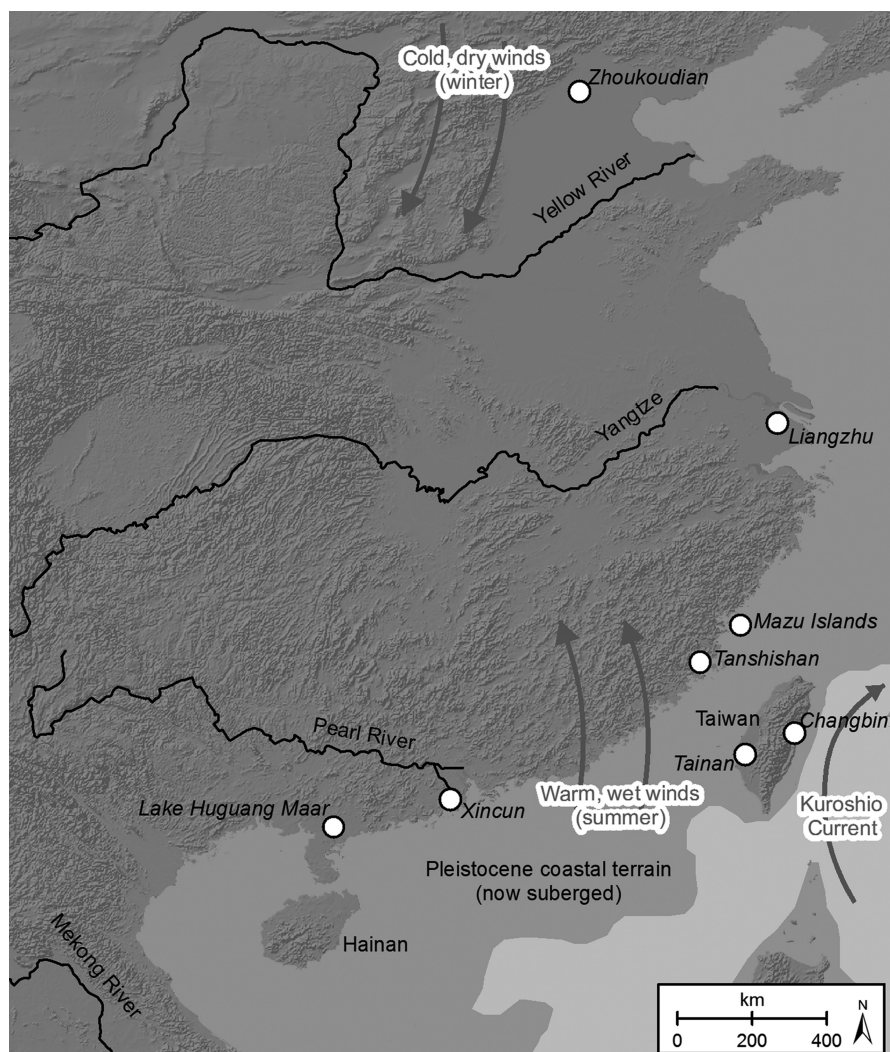 Cold, dry winds
(winter)
Zhoukoudian
Yellow River
Yangtze
Liangzhu
Mazu Islands
Tanshishan
Taiwan
Changbin
Pearl River
Tainan
Warm, wet winds
(summer)
Kuroshio
Current
Lake Huguang Maar
Xincun
Pleistocene coastal terrain
(now suberged)
Hainan
Mekong River
km
N
0
200
400